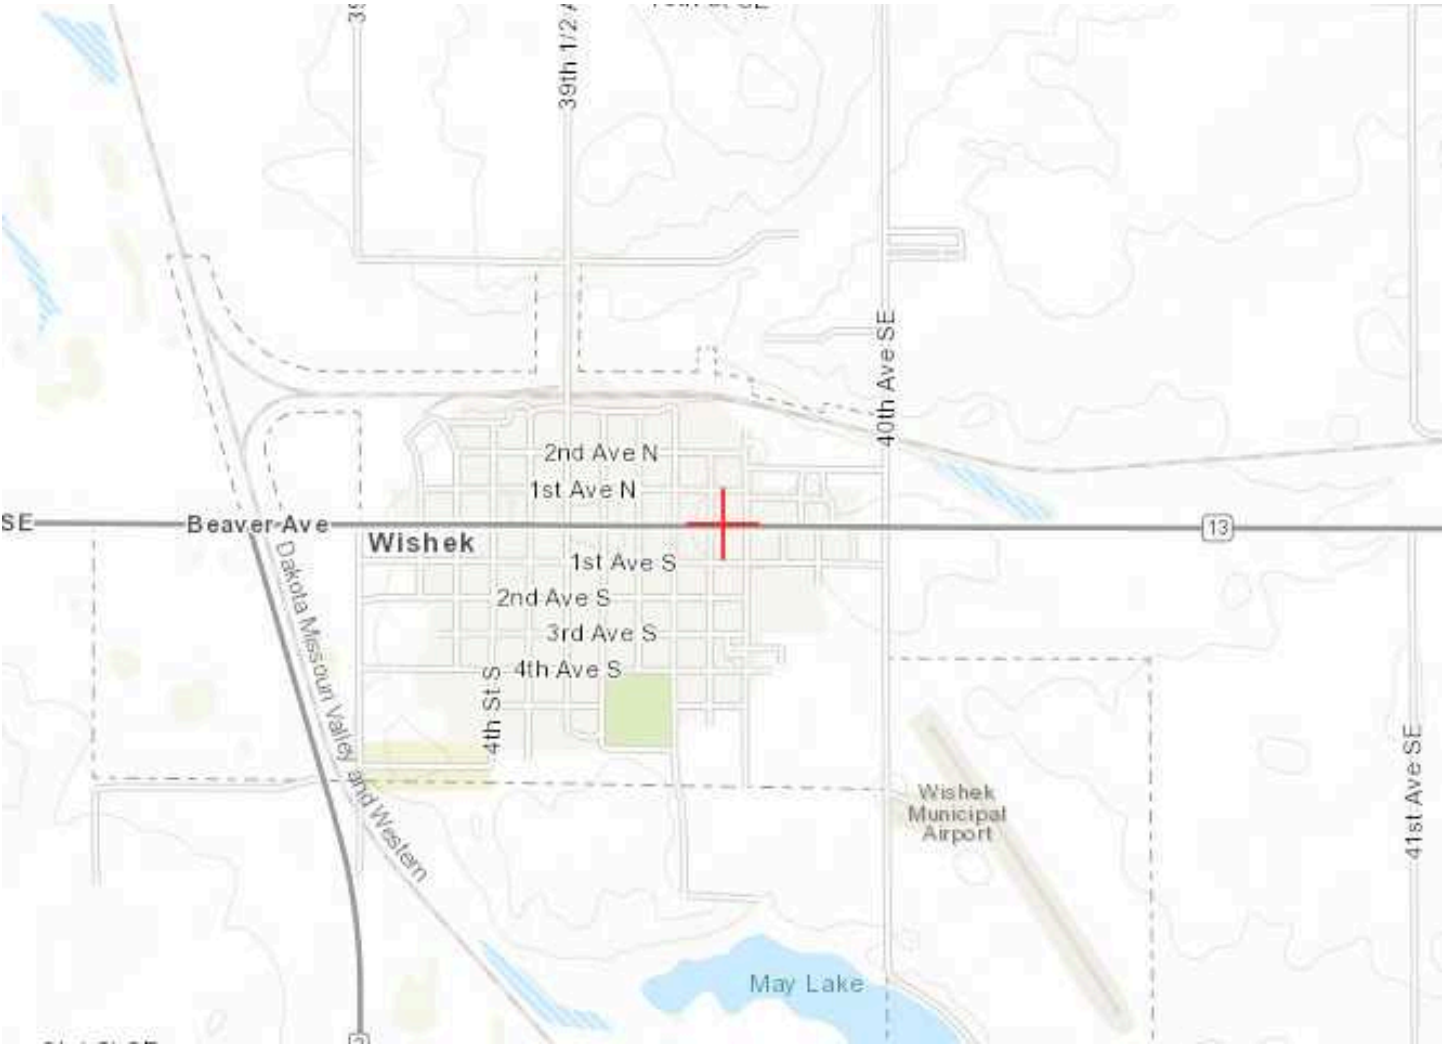 39th 1/2
40th Ave SE
2nd Ave N
1st Ave N
SE
Beaver Ave
13
Wishek
1st Ave S
2nd Ave S
3rd Ave S
4th Ave S
4th St S
Dakota Missouri Valley and Western
41st Ave SE
Wishek
Municipal
Airport
May Lake